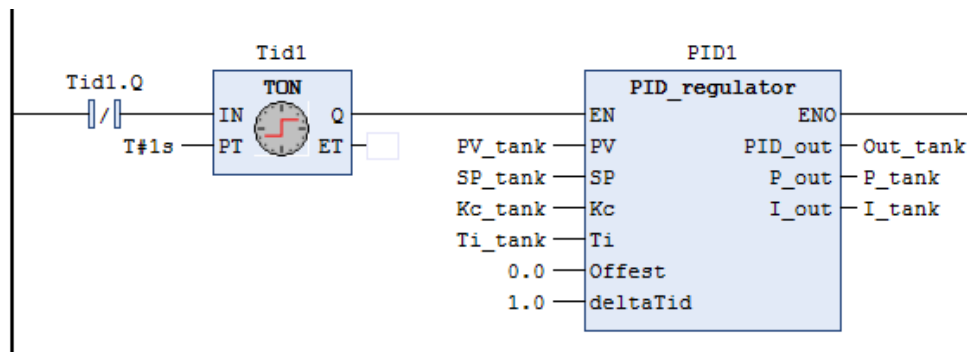 Tid1 PID1
Tid1.Q TON PID_regulator
IN Q EN ENO
T#1s PT ET PV_tank PV PID_out Out_tank
SP_tank SP P_out P_tank
Kc_tank Kc I_out I_tank
Ti_tank Ti
0.0 Offest
1.0 deltaTid